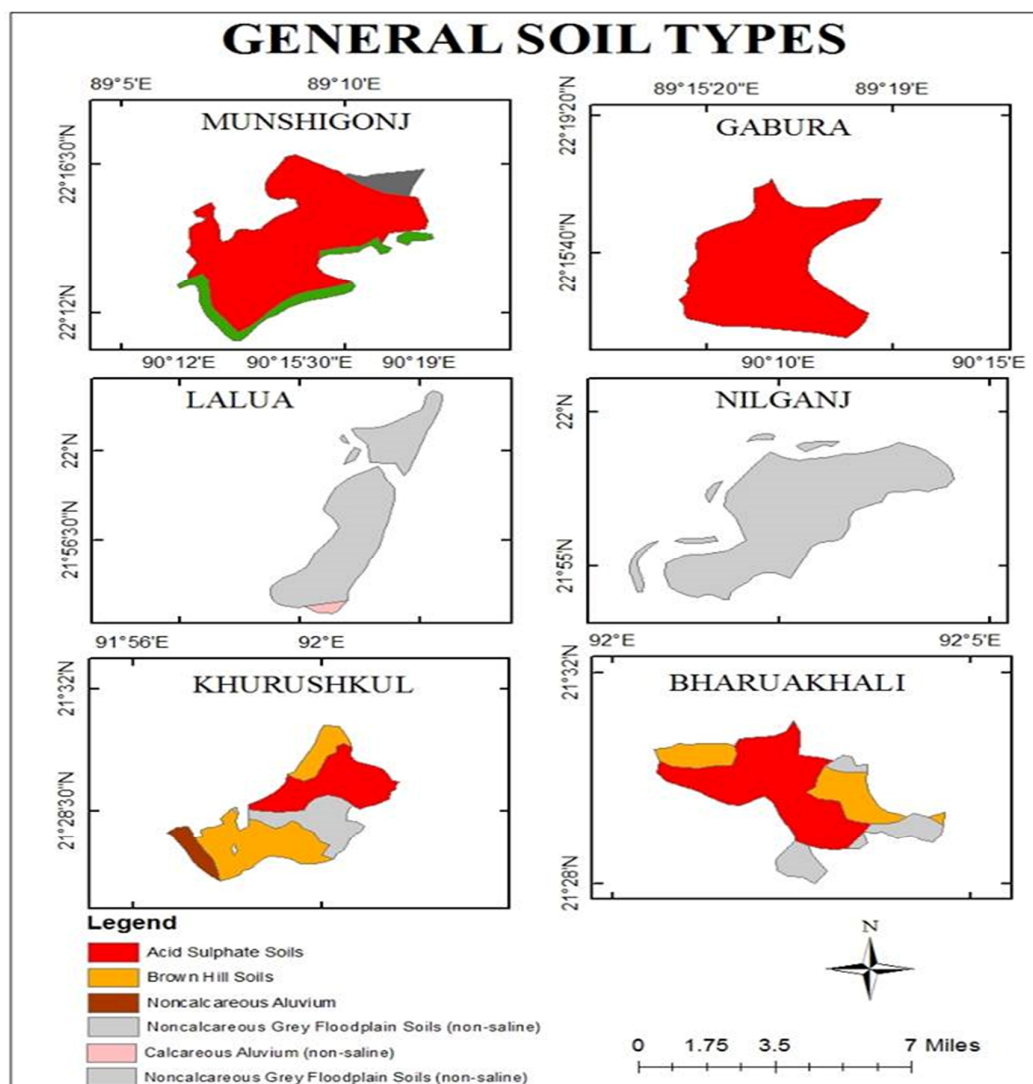 GENERAL SOIL TYPES
89°5'E 89°10'E
22°16'30"N
22°12'N
MUNSHIGONJ
89°15'20"E 89°19'E
22°19'20"N
22°15'40"N
GABURA
90°12'E 90°15'30"E 90°19'E
22°N
21°56'30"N
LALUA
90°10'E 90°15'E
22°N
21°55'N
NILGANJ
91°56'E 92°E
21°32'N
21°28'30"N
KHURUSHKUL
92°E 92°5'E
21°32'N
21°28'N
BHARUAKHALI
Legend
Acid Sulphate Soils
Brown Hill Soils
Noncalcareous Aluvium
Noncalcareous Grey Floodplain Soils (non-saline)
Calcareous Aluvium (non-saline)
Noncalcareous Grey Floodplain Soils (non-saline)
N
0 1.75 3.5 7 Miles